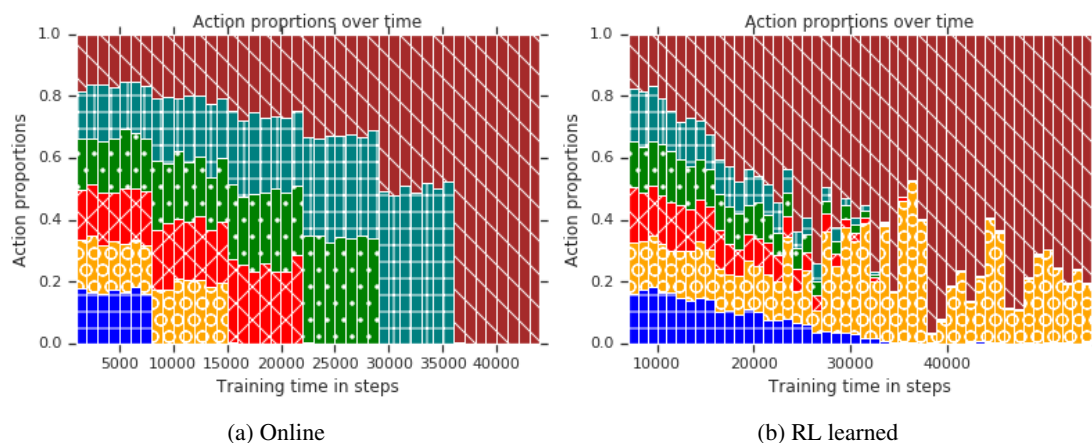 Action proprtions over time
Action proportions
1.0
0.8
0.6
0.4
0.2
0.0
5000 10000 15000 20000 25000 30000 35000 40000
Training time in steps
(a) Online
Action proprtions over time
Action proportions
1.0
0.8
0.6
0.4
0.2
0.0
10000 20000 30000 40000
Training time in steps
(b) RL learned